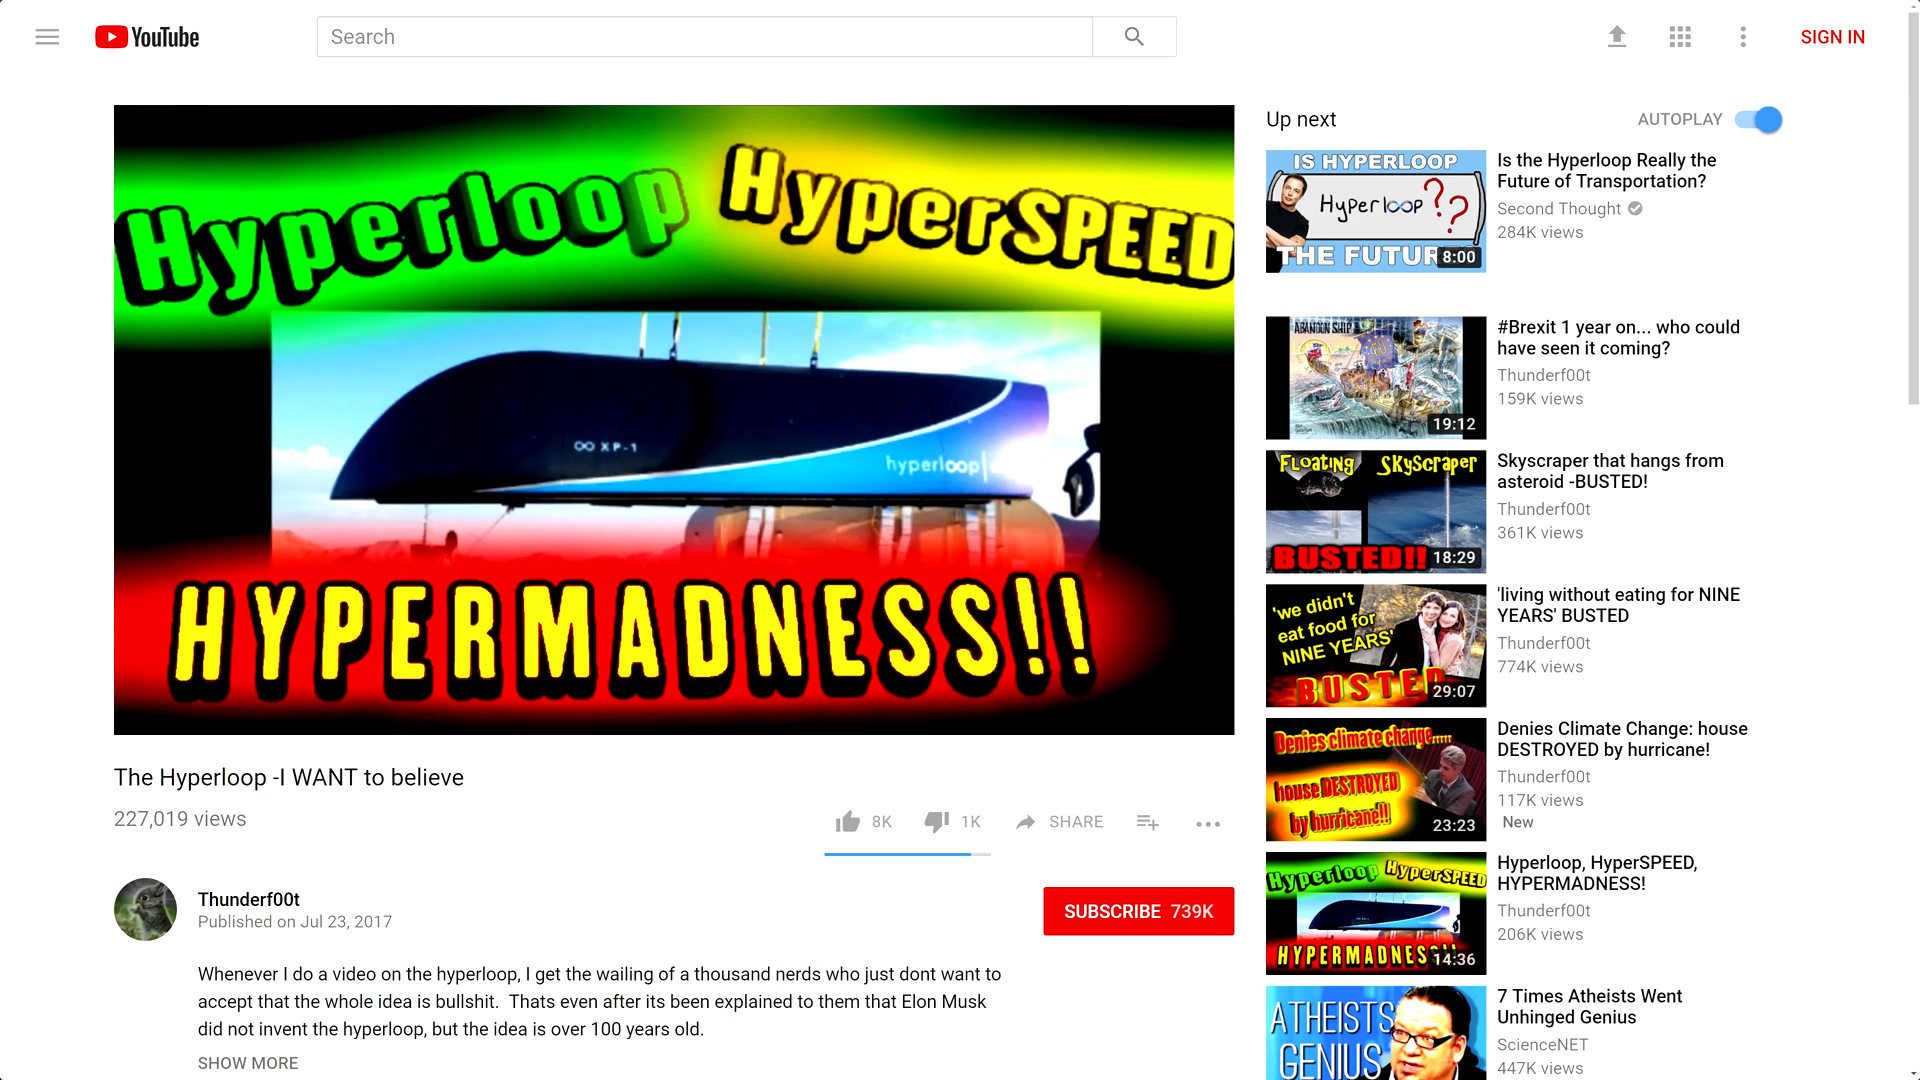 YouTube
Search
SIGN IN
Hyperloop HyperSPEED
∞ XP-1
hyperloop
HYPERMADNESS!!
The Hyperloop -I WANT to believe
227,019 views
8K
1K
SHARE
Thunderf00t
Published on Jul 23, 2017
SUBSCRIBE 739K
Whenever I do a video on the hyperloop, I get the wailing of a thousand nerds who just dont want to
accept that the whole idea is bullshit.  Thats even after its been explained to them that Elon Musk
did not invent the hyperloop, but the idea is over 100 years old.
SHOW MORE
Up next
AUTOPLAY
IS HYPERLOOP
Hyperloop ??
THE FUTUR
8:00
Is the Hyperloop Really the
Future of Transportation?
Second Thought
284K views
ABANDON SHIP
EU
19:12
#Brexit 1 year on... who could
have seen it coming?
Thunderf00t
159K views
Floating Skyscraper
BUSTED!!
18:29
Skyscraper that hangs from
asteroid -BUSTED!
Thunderf00t
361K views
'we didn't
eat food for
NINE YEARS'
BUSTED
29:07
'living without eating for NINE
YEARS' BUSTED
Thunderf00t
774K views
Denies climate change.....
house DESTROYED
by hurricane!!
23:23
Denies Climate Change: house
DESTROYED by hurricane!
Thunderf00t
117K views
New
Hyperloop HyperSPEED
HYPERMADNESS!!
14:36
Hyperloop, HyperSPEED,
HYPERMADNESS!
Thunderf00t
206K views
ATHEISTS
GENIUS
7 Times Atheists Went
Unhinged Genius
ScienceNET
447K views